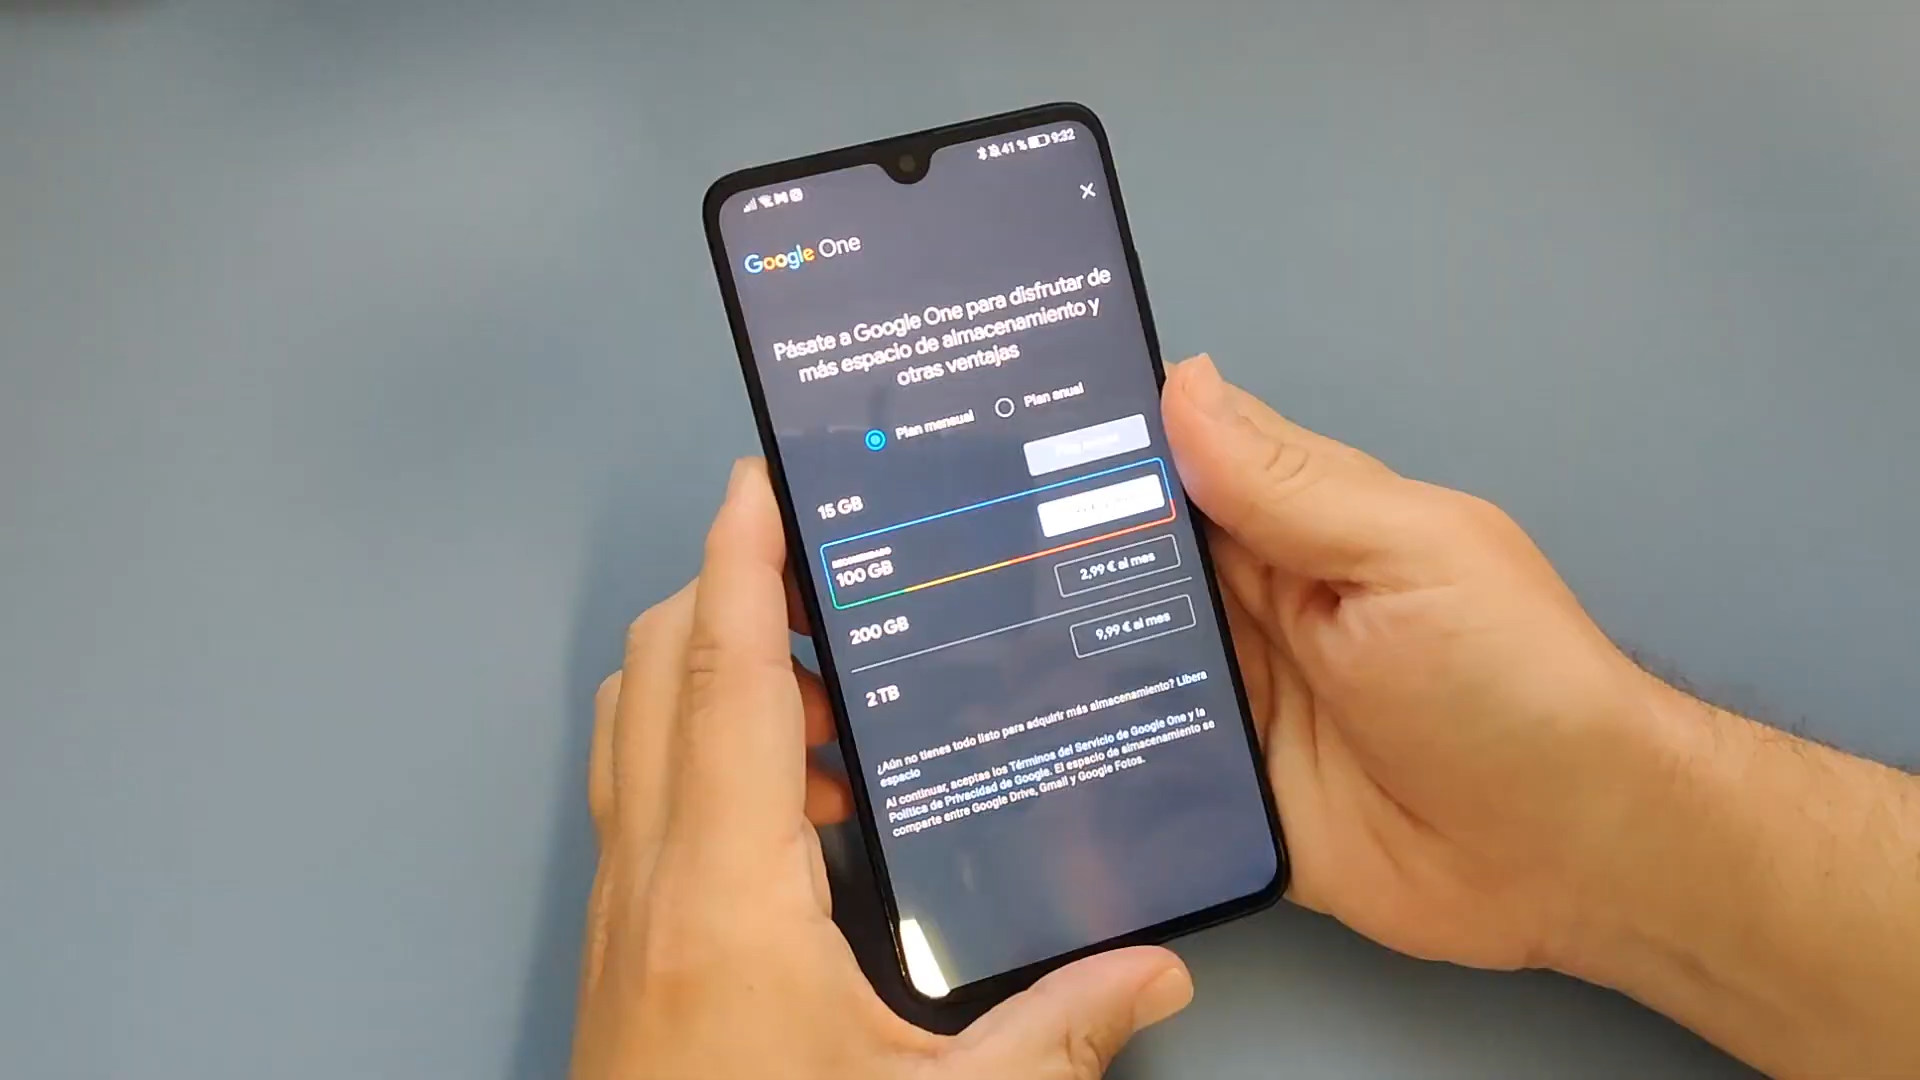 41 % 9:32
Google One
Pásate a Google One para disfrutar de
más espacio de almacenamiento y
otras ventajas
Plan mensual Plan anual
15 GB
RECOMENDADO
100 GB
200 GB 2,99 € al mes
2 TB 9,99 € al mes
¿Aún no tienes todo listo para adquirir más almacenamiento? Libera
espacio
Al continuar, aceptas los Términos del Servicio de Google One y la
Política de Privacidad de Google. El espacio de almacenamiento se
comparte entre Google Drive, Gmail y Google Fotos.